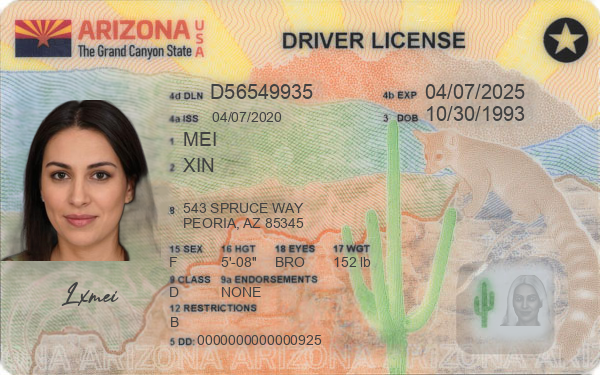 ARIZONA USA
The Grand Canyon State
DRIVER LICENSE
4d DLN D56549935
4b EXP 04/07/2025
4a ISS 04/07/2020
3 DOB 10/30/1993
1 MEI
2 XIN
8 543 SPRUCE WAY
PEORIA, AZ 85345
15 SEX 16 HGT 18 EYES 17 WGT
F 5'-08" BRO 152 lb
9 CLASS 9a ENDORSEMENTS
D NONE
12 RESTRICTIONS
B
5 DD: 0000000000000925
Lxmei
ARIZONA ARIZONA ARIZONA ARIZONA